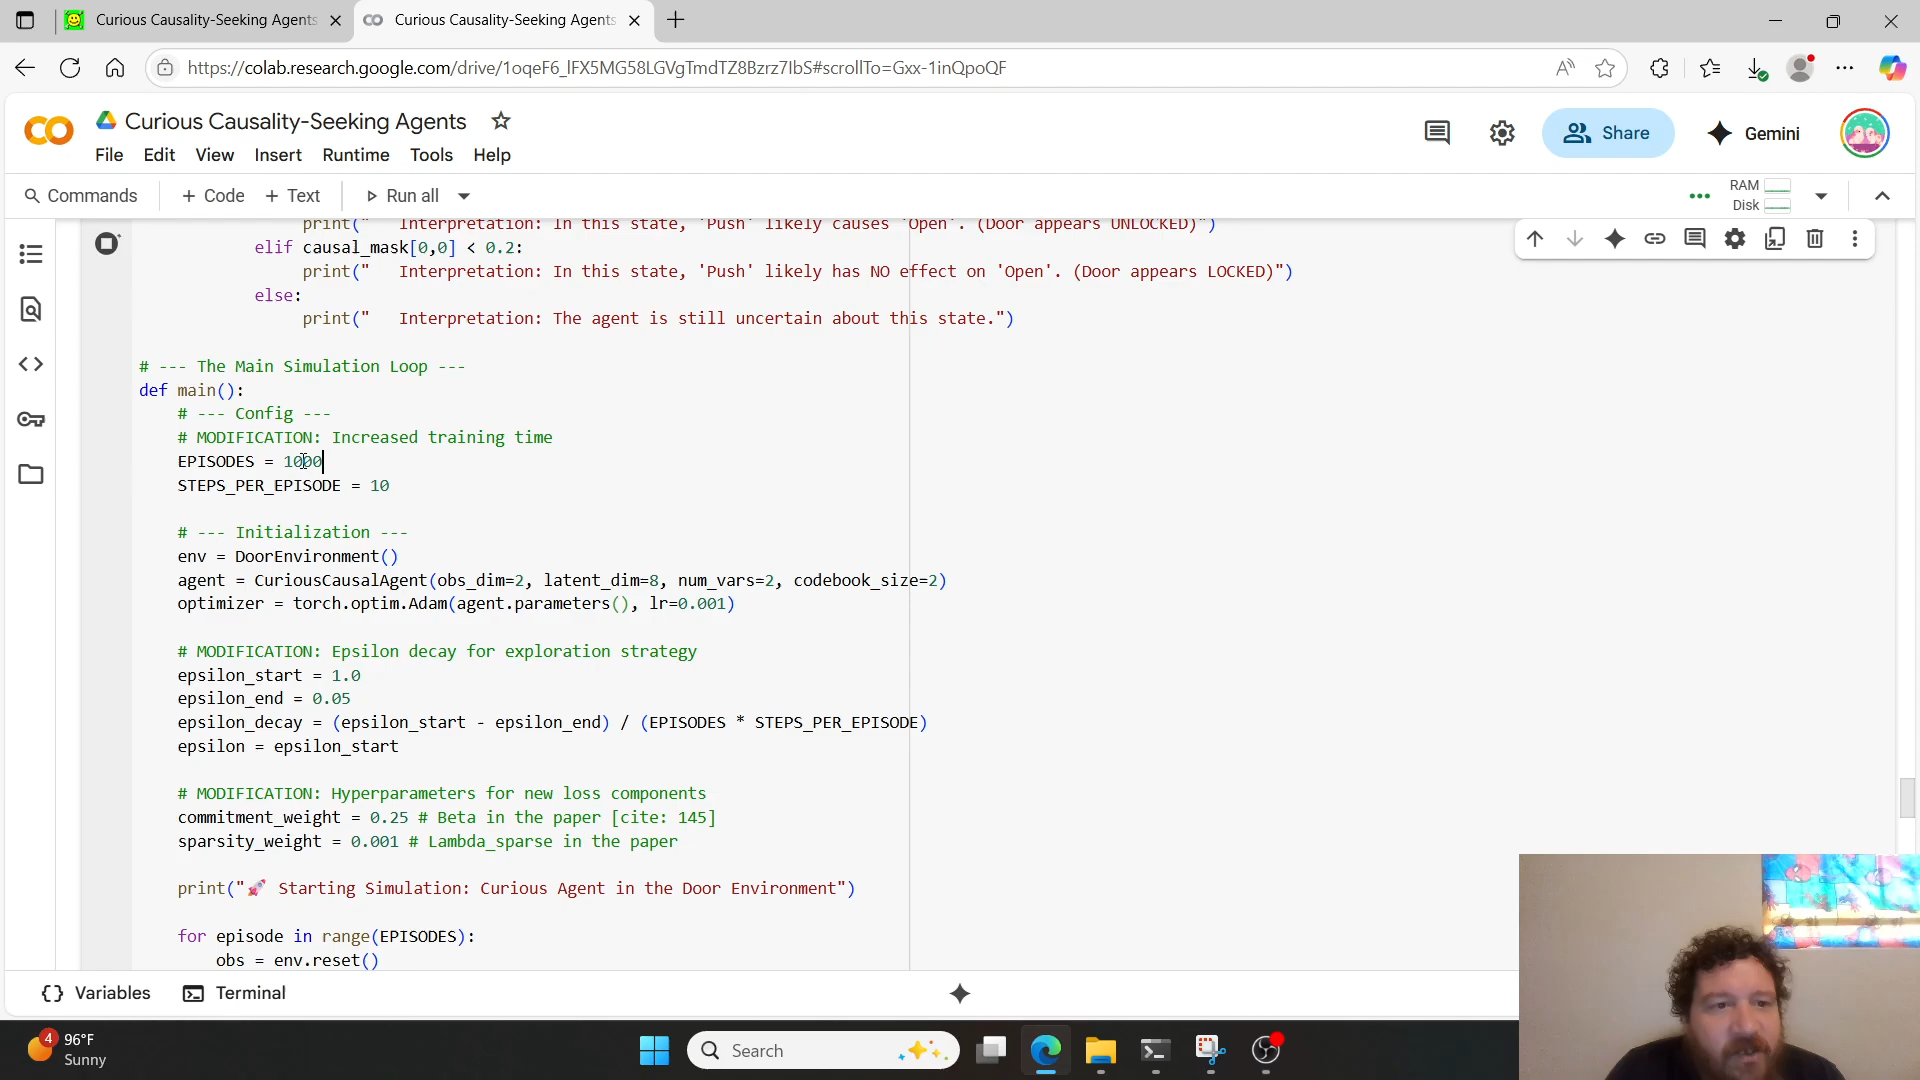 Curious Causality-Seeking Agents
Curious Causality-Seeking Agents
https://colab.research.google.com/drive/1oqeF6_lFX5MG58LGVgTmdTZ8Bzrz7IbS#scrollTo=Gxx-1inQpoQF
Curious Causality-Seeking Agents
Share
Gemini
File Edit View Insert Runtime Tools Help
Commands + Code + Text Run all
RAM
Disk
print("   Interpretation: In this state, 'Push' likely causes 'Open'. (Door appears UNLOCKED)")
elif causal_mask[0,0] < 0.2:
print("   Interpretation: In this state, 'Push' likely has NO effect on 'Open'. (Door appears LOCKED)")
else:
print("   Interpretation: The agent is still uncertain about this state.")
# --- The Main Simulation Loop ---
def main():
# --- Config ---
# MODIFICATION: Increased training time
EPISODES = 1000
STEPS_PER_EPISODE = 10
# --- Initialization ---
env = DoorEnvironment()
agent = CuriousCausalAgent(obs_dim=2, latent_dim=8, num_vars=2, codebook_size=2)
optimizer = torch.optim.Adam(agent.parameters(), lr=0.001)
# MODIFICATION: Epsilon decay for exploration strategy
epsilon_start = 1.0
epsilon_end = 0.05
epsilon_decay = (epsilon_start - epsilon_end) / (EPISODES * STEPS_PER_EPISODE)
epsilon = epsilon_start
# MODIFICATION: Hyperparameters for new loss components
commitment_weight = 0.25 # Beta in the paper [cite: 145]
sparsity_weight = 0.001 # Lambda_sparse in the paper
print("🚀 Starting Simulation: Curious Agent in the Door Environment")
for episode in range(EPISODES):
obs = env.reset()
{} Variables Terminal
4
96°F
Sunny
Search